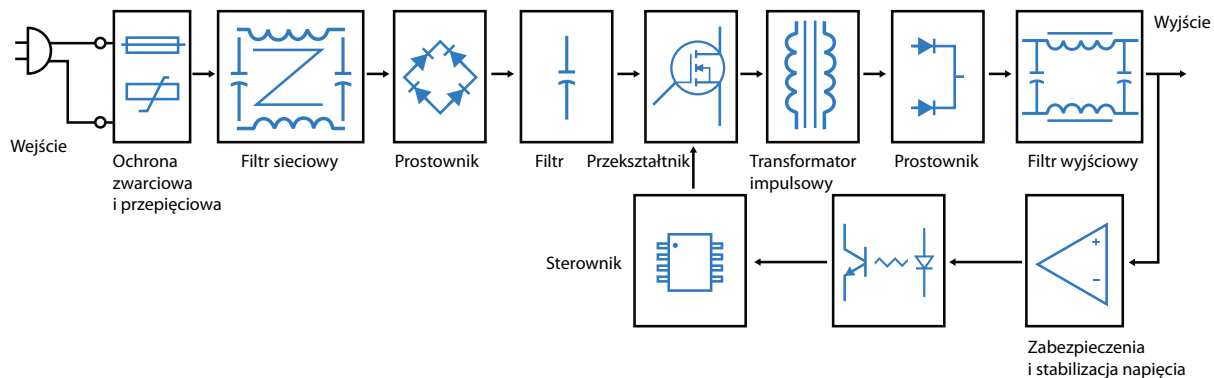 Wyjście
Wejście
Ochrona
zwarciowa
i przepięciowa
Filtr sieciowy
Prostownik
Filtr
Przekształtnik
Transformator
impulsowy
Prostownik
Filtr wyjściowy
Sterownik
+
−
Zabezpieczenia
i stabilizacja napięcia